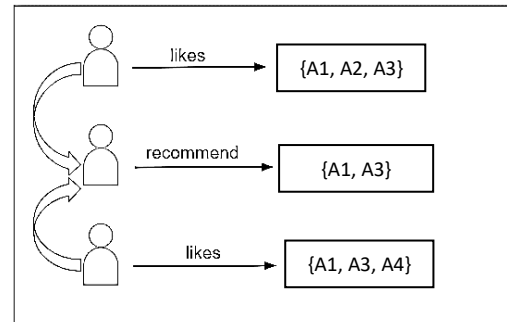 likes
{A1, A2, A3}
recommend
{A1, A3}
likes
{A1, A3, A4}